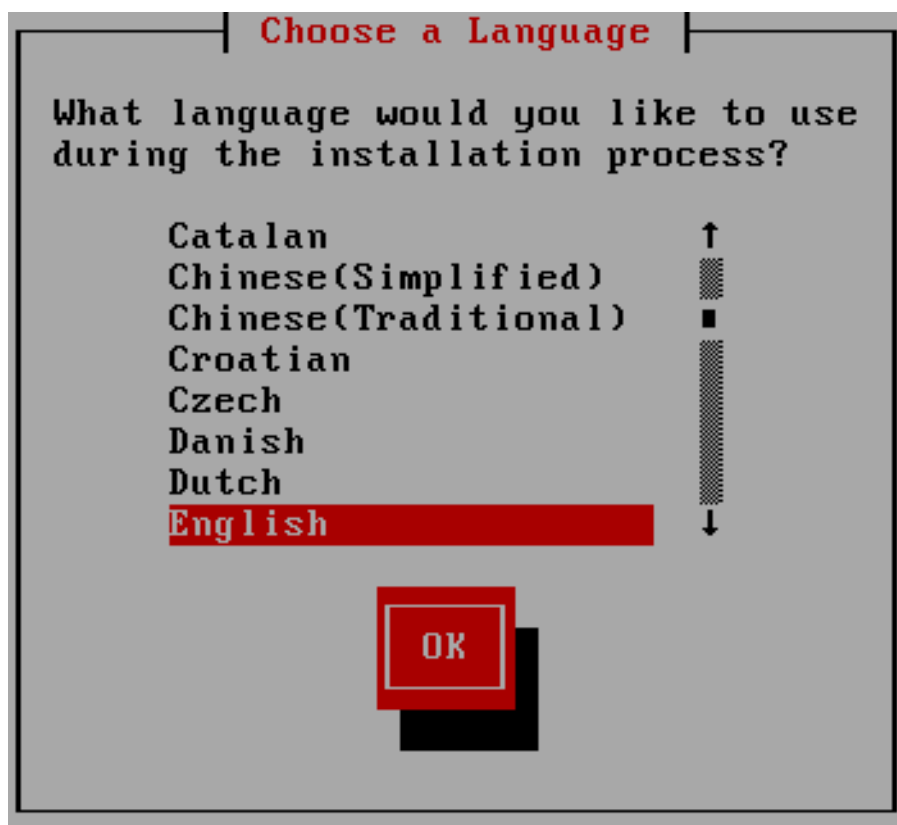 Choose a Language
What language would you like to use
during the installation process?
Catalan
Chinese(Simplified)
Chinese(Traditional)
Croatian
Czech
Danish
Dutch
English
OK